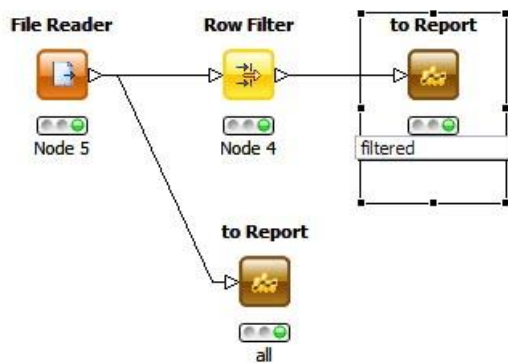 File Reader
Row Filter
to Report
Node 5
Node 4
filtered
to Report
all